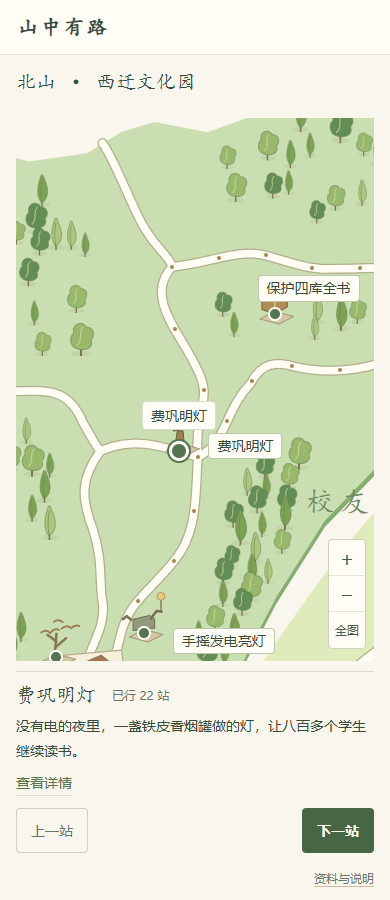 山中有路
北山 • 西迁文化园
保护四库全书
费巩明灯
费巩明灯
校友
+
−
全图
手摇发电亮灯
费巩明灯 已行 22 站
没有电的夜里，一盏铁皮香烟罐做的灯，让八百多个学生
继续读书。
查看详情
上一站
下一站
资料与说明